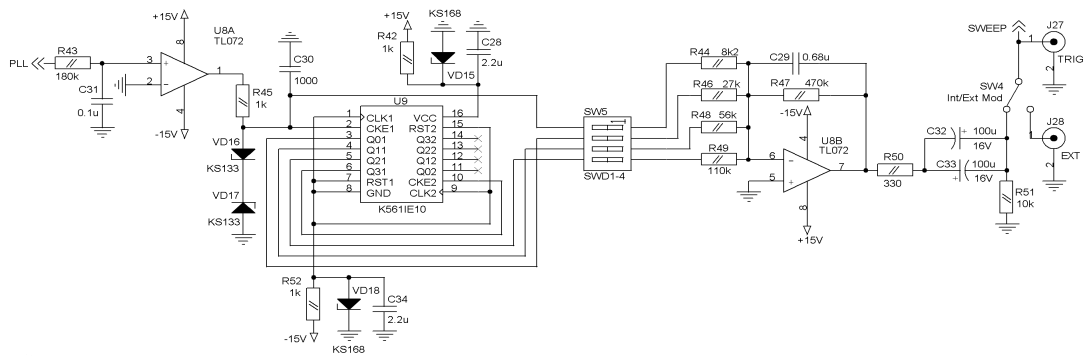 +15V
U8A
TL072
8
PLL
R43
180k
C31
0.1u
3
2
1
4
-15V
R45
1k
VD16
KS133
VD17
KS133
C30
1000
+15V
R42
1k
KS168
VD15
C28
2.2u
U9
1 CLK1 VCC 16
2 CKE1 RST2 15
3 Q01 Q32 14
4 Q11 Q22 13
5 Q21 Q12 12
6 Q31 Q02 11
7 RST1 CKE2 10
8 GND CLK2 9
K561IE10
R52
1k
-15V
VD18
KS168
C34
2.2u
SW5
1
SWD1-4
R44 8k2
R46 27k
R48 56k
R49
110k
C29 0.68u
R47 470k
-15V
4
U8B
TL072
6
5
7
8
+15V
R50
330
C32 + 100u
16V
C33 100u
+ 16V
R51
10k
SWEEP
J27
1
2
TRIG
SW4
Int/Ext Mod
J28
1
2
EXT